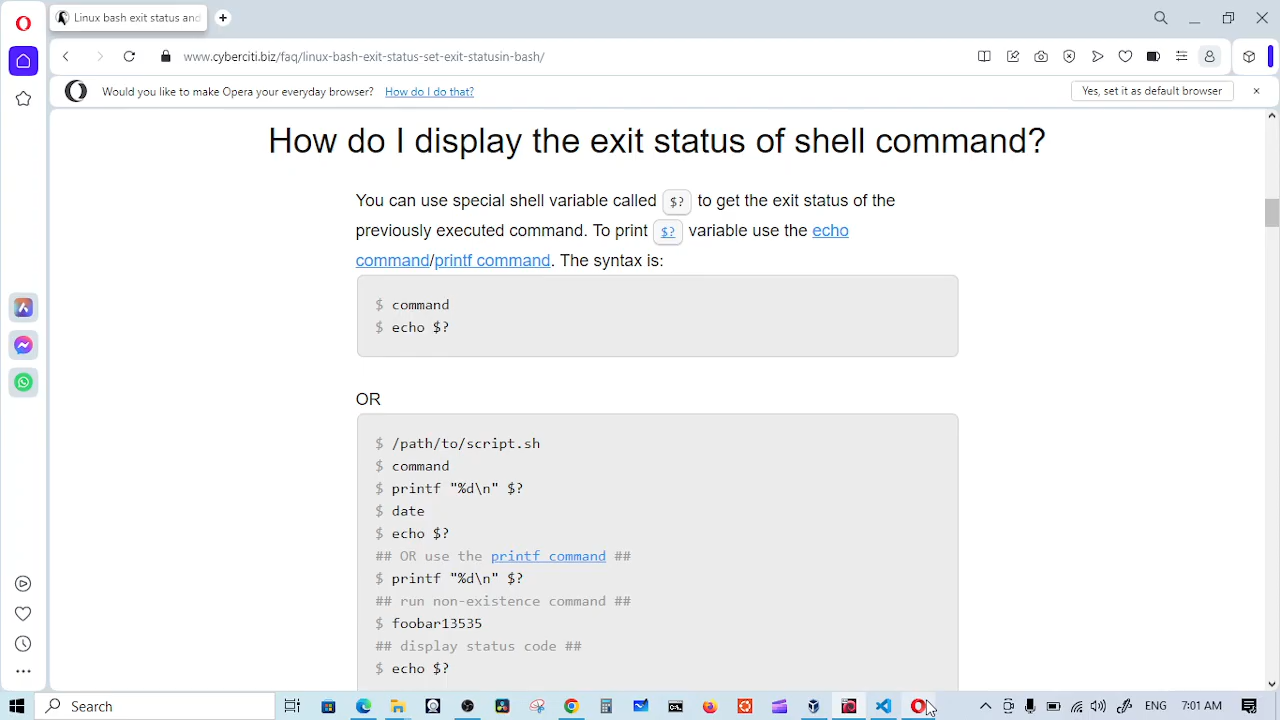 Linux bash exit status and
www.cyberciti.biz/faq/linux-bash-exit-status-set-exit-statusin-bash/
Would you like to make Opera your everyday browser? How do I do that? Yes, set it as default browser
How do I display the exit status of shell command?
You can use special shell variable called $? to get the exit status of the
previously executed command. To print $? variable use the echo
command/printf command. The syntax is:
$ command
$ echo $?
OR
$ /path/to/script.sh
$ command
$ printf "%d\n" $?
$ date
$ echo $?
## OR use the printf command ##
$ printf "%d\n" $?
## run non-existence command ##
$ foobar13535
## display status code ##
$ echo $?
Search
ENG 7:01 AM